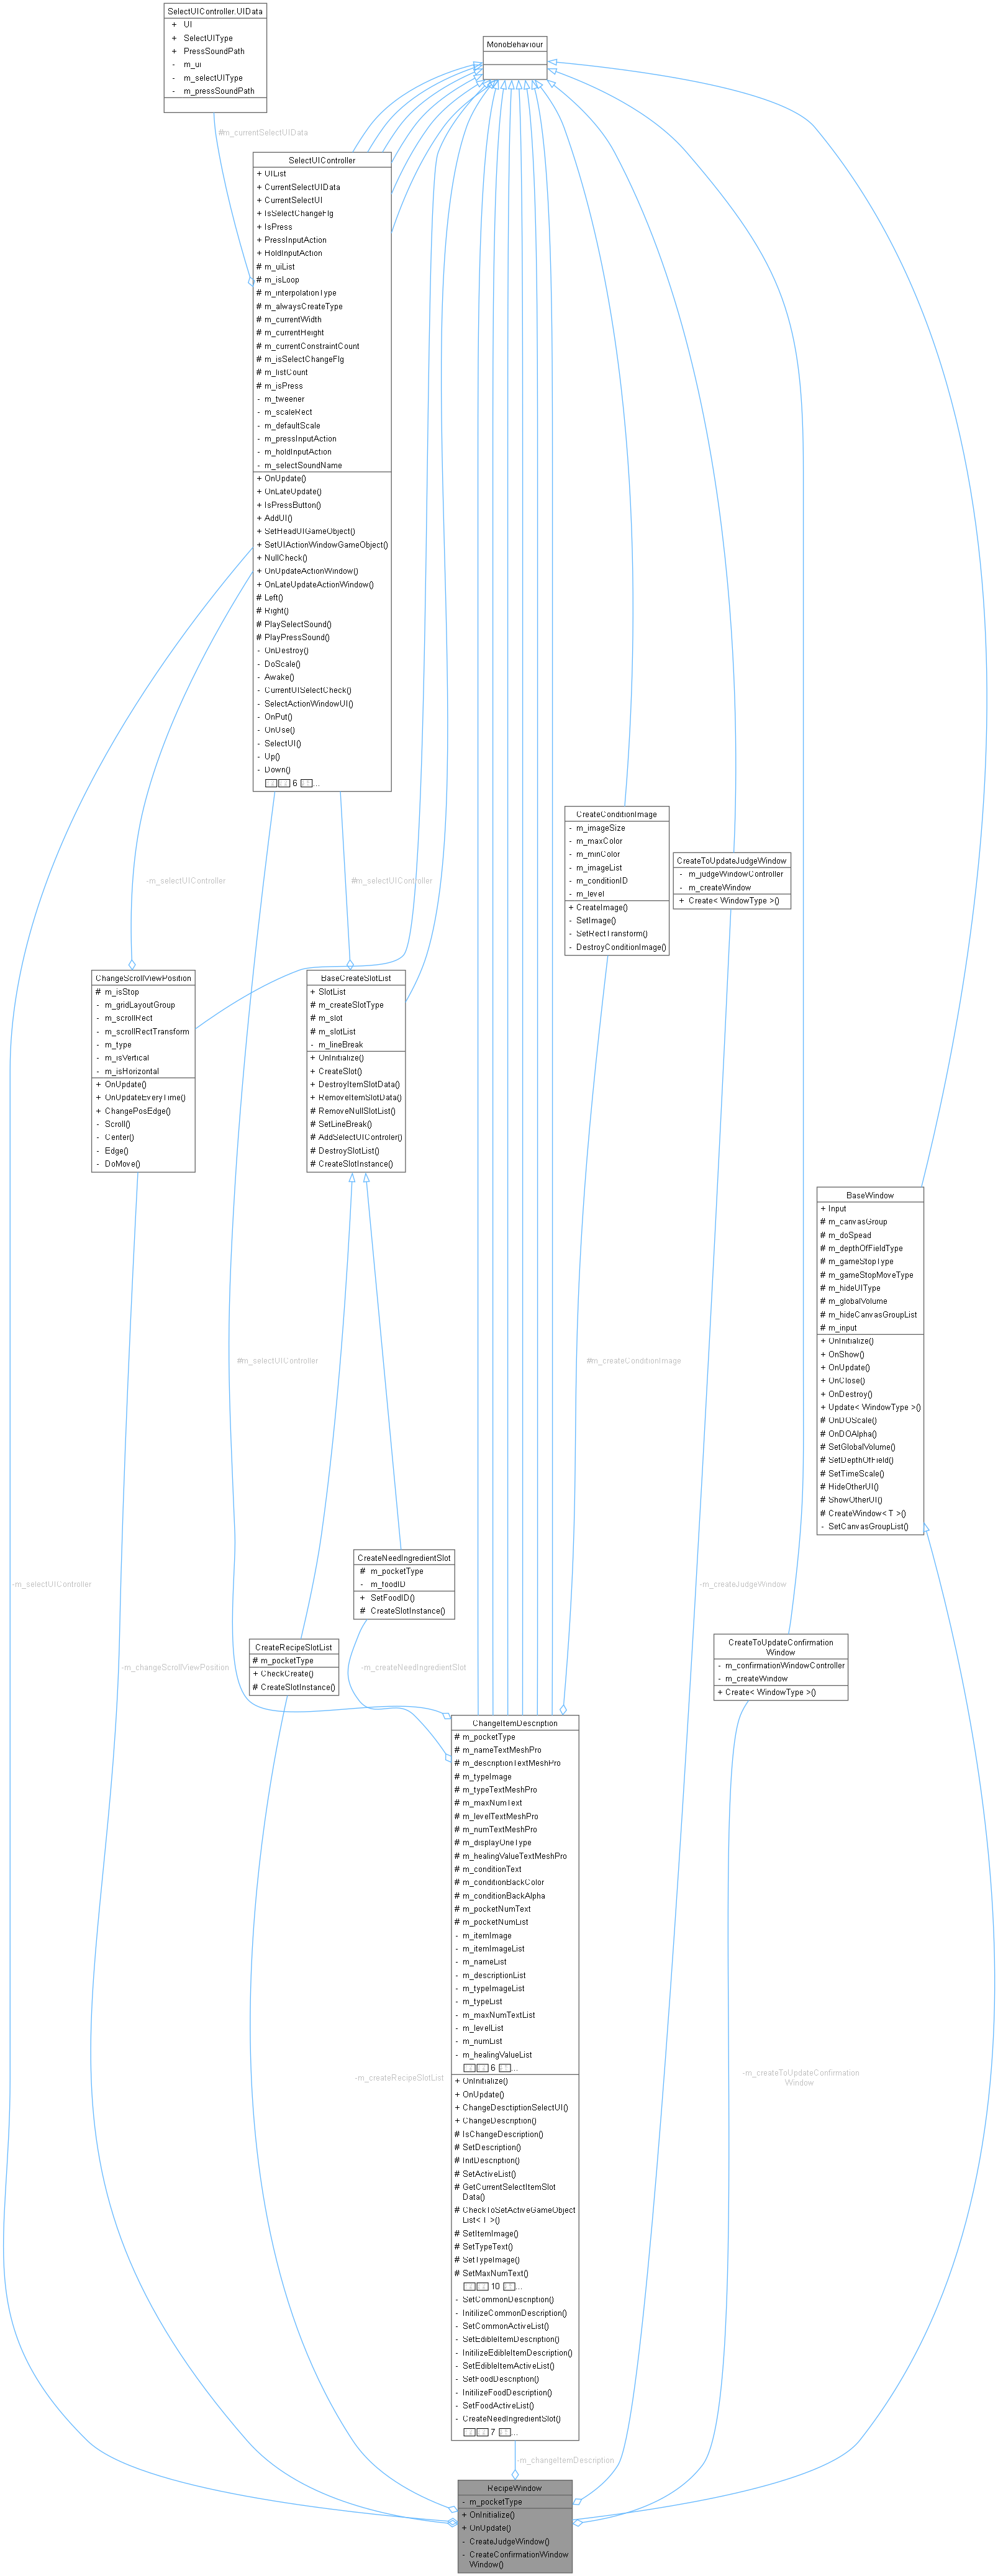 SelectUIController.UIData
+ UI
+ SelectUIType
+ PressSoundPath
- m_ui
- m_selectUIType
- m_pressSoundPath
MonoBehaviour
#m_currentSelectUIData
SelectUIController
+ UIList
+ CurrentSelectUIData
+ CurrentSelectUI
+ IsSelectChangeFlg
+ IsPress
+ PressInputAction
+ HoldInputAction
# m_uiList
# m_isLoop
# m_interpolationType
# m_alwaysCreateType
# m_currentWidth
# m_currentHeight
# m_currentConstraintCount
# m_isSelectChangeFlg
# m_listCount
# m_isPress
- m_tweener
- m_scaleRect
- m_defaultScale
- m_pressInputAction
- m_holdInputAction
- m_selectSoundName
+ OnUpdate()
+ OnLateUpdate()
+ IsPressButton()
+ AddUI()
+ SetHeadUIGameObject()
+ SetUIActionWindowGameObject()
+ NullCheck()
+ OnUpdateActionWindow()
+ OnLateUpdateActionWindow()
# Left()
# Right()
# PlaySelectSound()
# PlayPressSound()
- OnDestroy()
- DoScale()
- Awake()
- CurrentUISelectCheck()
- SelectActionWindowUI()
- OnPut()
- OnUse()
- SelectUI()
- Up()
- Down()
6 ...
CreateConditionImage
- m_imageSize
- m_maxColor
- m_minColor
- m_imageList
- m_conditionID
- m_level
+ CreateImage()
- SetImage()
- SetRectTransform()
- DestroyConditionImage()
CreateToUpdateJudgeWindow
- m_judgeWindowController
- m_createWindow
+ Create< WindowType >()
-m_selectUIController
#m_selectUIController
ChangeScrollViewPosition
# m_isStop
- m_gridLayoutGroup
- m_scrollRect
- m_scrollRectTransform
- m_type
- m_isVertical
- m_isHorizontal
+ OnUpdate()
+ OnUpdateEveryTime()
+ ChangePosEdge()
- Scroll()
- Center()
- Edge()
- DoMove()
BaseCreateSlotList
+ SlotList
# m_createSlotType
# m_slot
# m_slotList
- m_lineBreak
+ OnInitialize()
+ CreateSlot()
+ DestroyItemSlotData()
+ RemoveItemSlotData()
# RemoveNullSlotList()
# SetLineBreak()
# AddSelectUIControler()
# DestroySlotList()
# CreateSlotInstance()
BaseWindow
+ Input
# m_canvasGroup
# m_doSpead
# m_depthOfFieldType
# m_gameStopType
# m_gameStopMoveType
# m_hideUIType
# m_globalVolume
# m_hideCanvasGroupList
# m_input
+ OnInitialize()
+ OnShow()
+ OnUpdate()
+ OnClose()
+ OnDestroy()
+ Update< WindowType >()
# OnDOScale()
# OnDOAlpha()
# SetGlobalVolume()
# SetDepthOfField()
# SetTimeScale()
# HideOtherUI()
# ShowOtherUI()
# CreateWindow< T >()
- SetCanvasGroupList()
#m_selectUIController
#m_createConditionImage
CreateNeedIngredientSlot
# m_pocketType
- m_foodID
+ SetFoodID()
# CreateSlotInstance()
-m_selectUIController
-m_createJudgeWindow
CreateRecipeSlotList
# m_pocketType
+ CheckCreate()
# CreateSlotInstance()
CreateToUpdateConfirmation
Window
- m_confirmationWindowController
- m_createWindow
+ Create< WindowType >()
-m_changeScrollViewPosition
-m_createNeedIngredientSlot
ChangeItemDescription
# m_pocketType
# m_nameTextMeshPro
# m_descriptionTextMeshPro
# m_typeImage
# m_typeTextMeshPro
# m_maxNumText
# m_levelTextMeshPro
# m_numTextMeshPro
# m_displayOneType
# m_healingValueTextMeshPro
# m_conditionText
# m_conditionBackColor
# m_conditionBackAlpha
# m_pocketNumText
# m_pocketNumList
- m_itemImage
- m_itemImageList
- m_nameList
- m_descriptionList
- m_typeImageList
- m_typeList
- m_maxNumTextList
- m_levelList
- m_numList
- m_healingValueList
6 ...
+ OnInitialize()
+ OnUpdate()
+ ChangeDesctiptionSelectUI()
+ ChangeDescription()
# IsChangeDescription()
# SetDescription()
# InitDescription()
# SetActiveList()
# GetCurrentSelectItemSlot
Data()
# CheckToSetActiveGameObject
List< T >()
# SetItemImage()
# SetTypeText()
# SetTypeImage()
# SetMaxNumText()
10 ...
- SetCommonDescription()
- InitilizeCommonDescription()
- SetCommonActiveList()
- SetEdibleItemDescription()
- InitilizeEdibleItemDescription()
- SetEdibleItemActiveList()
- SetFoodDescription()
- InitilizeFoodDescription()
- SetFoodActiveList()
- CreateNeedIngredientSlot()
7 ...
-m_createRecipeSlotList
-m_createToUpdateConfirmation
Window
-m_changeItemDescription
RecipeWindow
- m_pocketType
+ OnInitialize()
+ OnUpdate()
- CreateJudgeWindow()
- CreateConfirmationWindow
Window()